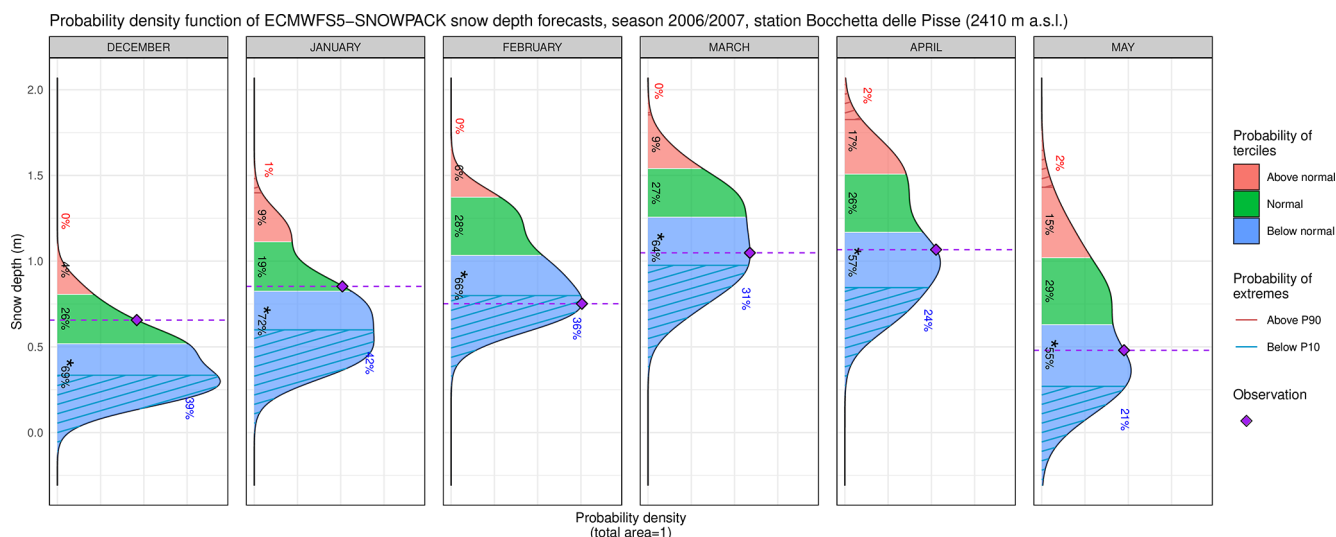 Probability density function of ECMWFS5−SNOWPACK snow depth forecasts, season 2006/2007, station Bocchetta delle Pisse (2410 m a.s.l.)
DECEMBER
JANUARY
FEBRUARY
MARCH
APRIL
MAY
Snow depth (m)
2.0
1.5
1.0
0.5
0.0
0%
4%
26%
*69%
39%
1%
9%
19%
*72%
42%
0%
6%
28%
*66%
36%
0%
9%
27%
*64%
31%
2%
17%
26%
*57%
24%
2%
15%
29%
*55%
21%
Probability density
(total area=1)
Probability of
terciles
Above normal
Normal
Below normal
Probability of
extremes
Above P90
Below P10
Observation